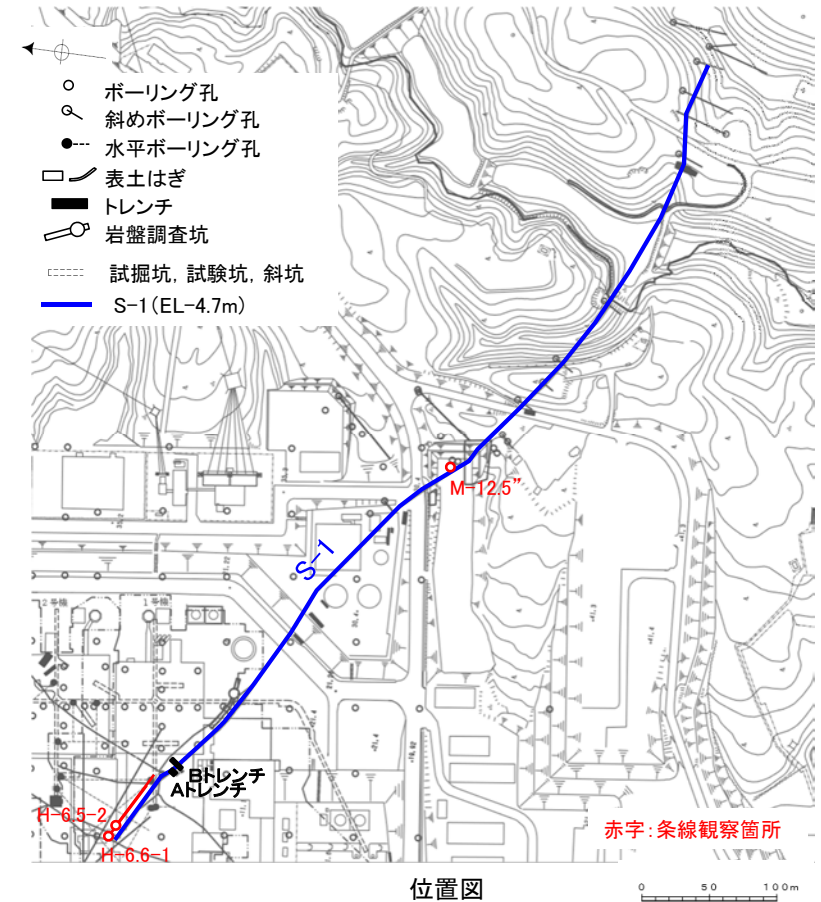 ボーリング孔
斜めボーリング孔
水平ボーリング孔
表土はぎ
トレンチ
岩盤調査坑
試掘坑，試験坑，斜坑
S-1(EL-4.7m)
M-12.5”
S-1
Bトレンチ
Aトレンチ
H-6.5-2
H-6.6-1
赤字：条線観察箇所
位置図
0 50 100m